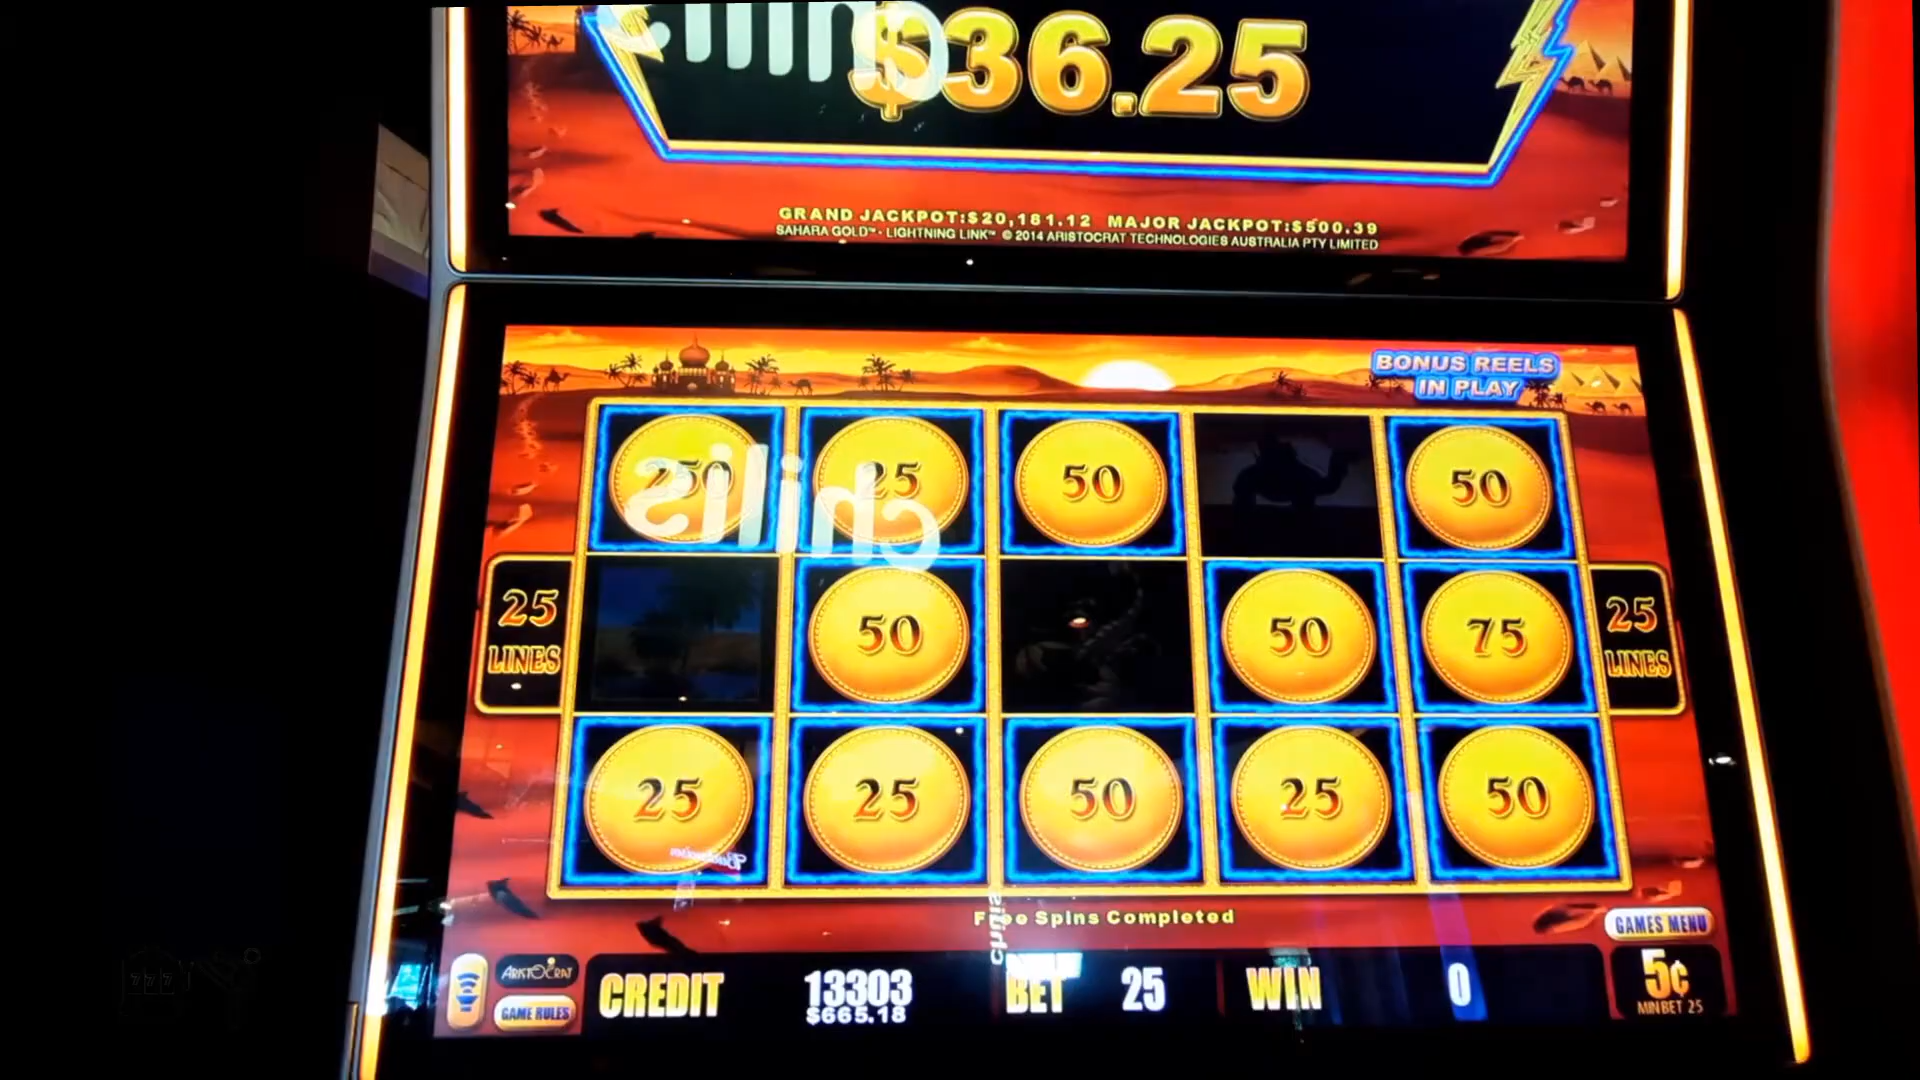 $36.25
GRAND JACKPOT:$20,181.12 MAJOR JACKPOT:$500.39
SAHARA GOLD™ - LIGHTNING LINK™ © 2014 ARISTOCRAT TECHNOLOGIES AUSTRALIA PTY LIMITED
BONUS REELS
IN PLAY
250 25 50 50
25
LINES
50 50 75
25
LINES
25 25 50 25 50
Free Spins Completed
GAMES MENU
ARISTOCRAT
GAME RULES
CREDIT 13303
$665.18
BET 25
WIN 0
5¢
MIN BET 25
chilis
777